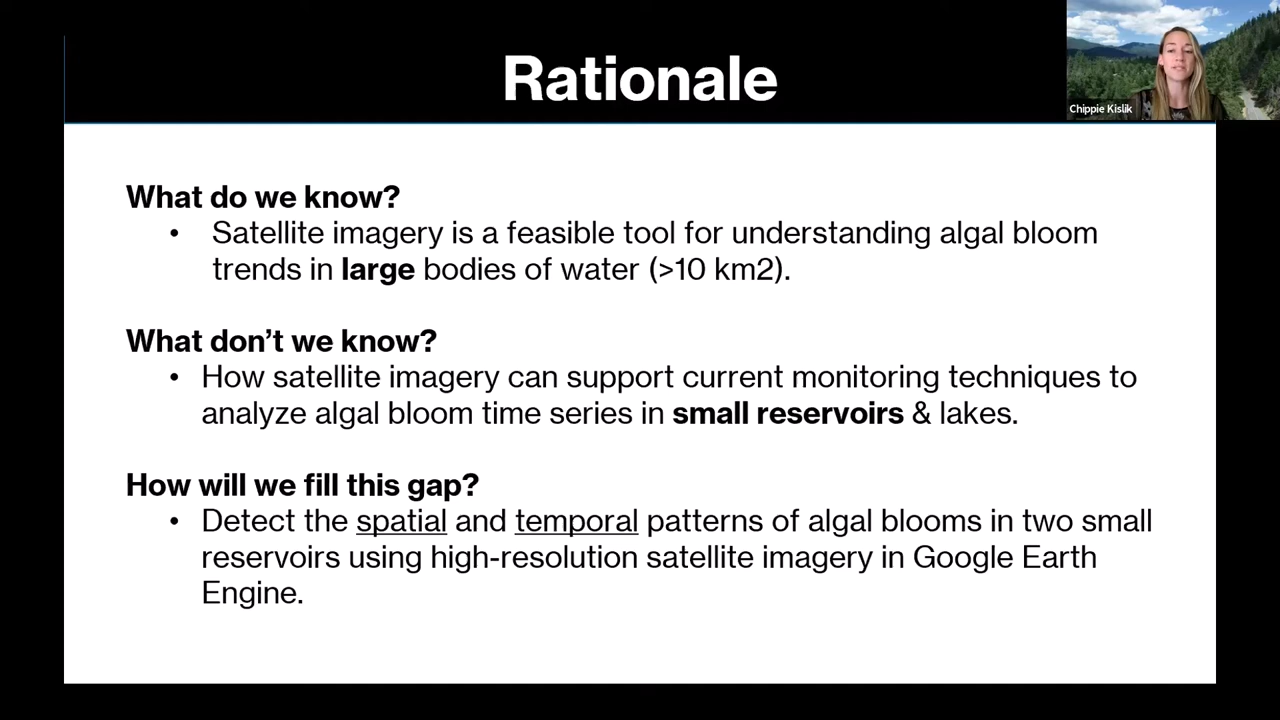 Rationale
Chippie Kislik
What do we know?
• Satellite imagery is a feasible tool for understanding algal bloom
trends in large bodies of water (>10 km2).
What don’t we know?
• How satellite imagery can support current monitoring techniques to
analyze algal bloom time series in small reservoirs & lakes.
How will we fill this gap?
• Detect the spatial and temporal patterns of algal blooms in two small
reservoirs using high-resolution satellite imagery in Google Earth
Engine.